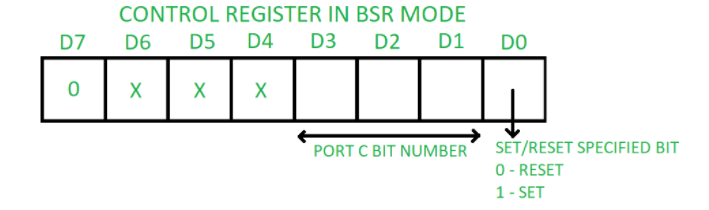 CONTROL REGISTER IN BSR MODE
D7 D6 D5 D4 D3 D2 D1 D0
0 X X X
PORT C BIT NUMBER
SET/RESET SPECIFIED BIT
0 - RESET
1 - SET